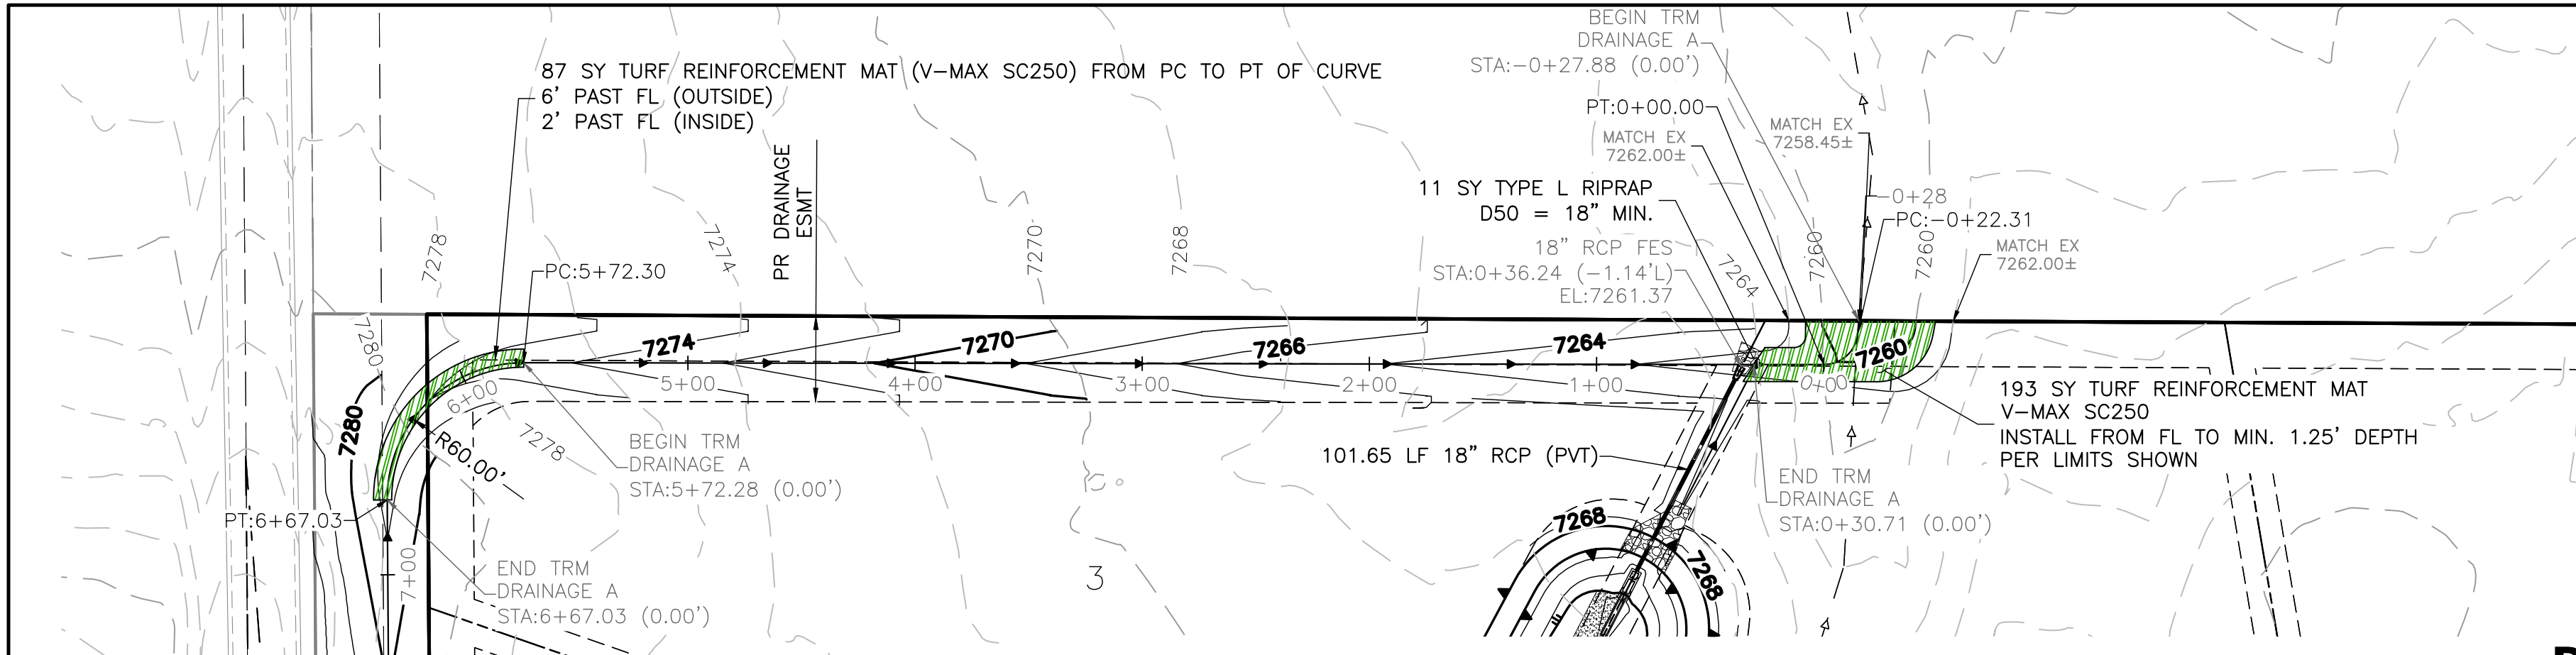 87 SY TURF REINFORCEMENT MAT (V-MAX SC250) FROM PC TO PT OF CURVE
6' PAST FL (OUTSIDE)
2' PAST FL (INSIDE)
BEGIN TRM
DRAINAGE A
STA:-0+27.88 (0.00')
PT:0+00.00
MATCH EX
7262.00±
MATCH EX
7258.45±
11 SY TYPE L RIPRAP
D50 = 18" MIN.
18" RCP FES
STA:0+36.24 (-1.14'L)
EL:7261.37
-0+28
PC:-0+22.31
MATCH EX
7262.00±
PR DRAINAGE
ESMT
7278
7274
7270
7268
7264
7260
7260
PC:5+72.30
7280
7274
7270
7266
7264
7260
6+00
5+00
4+00
3+00
2+00
1+00
0+00
7280
R60.00'
7278
BEGIN TRM
DRAINAGE A
STA:5+72.28 (0.00')
101.65 LF 18" RCP (PVT)
193 SY TURF REINFORCEMENT MAT
V-MAX SC250
INSTALL FROM FL TO MIN. 1.25' DEPTH
PER LIMITS SHOWN
END TRM
DRAINAGE A
STA:0+30.71 (0.00')
PT:6+67.03
7+00
END TRM
DRAINAGE A
STA:6+67.03 (0.00')
3
7268
7268